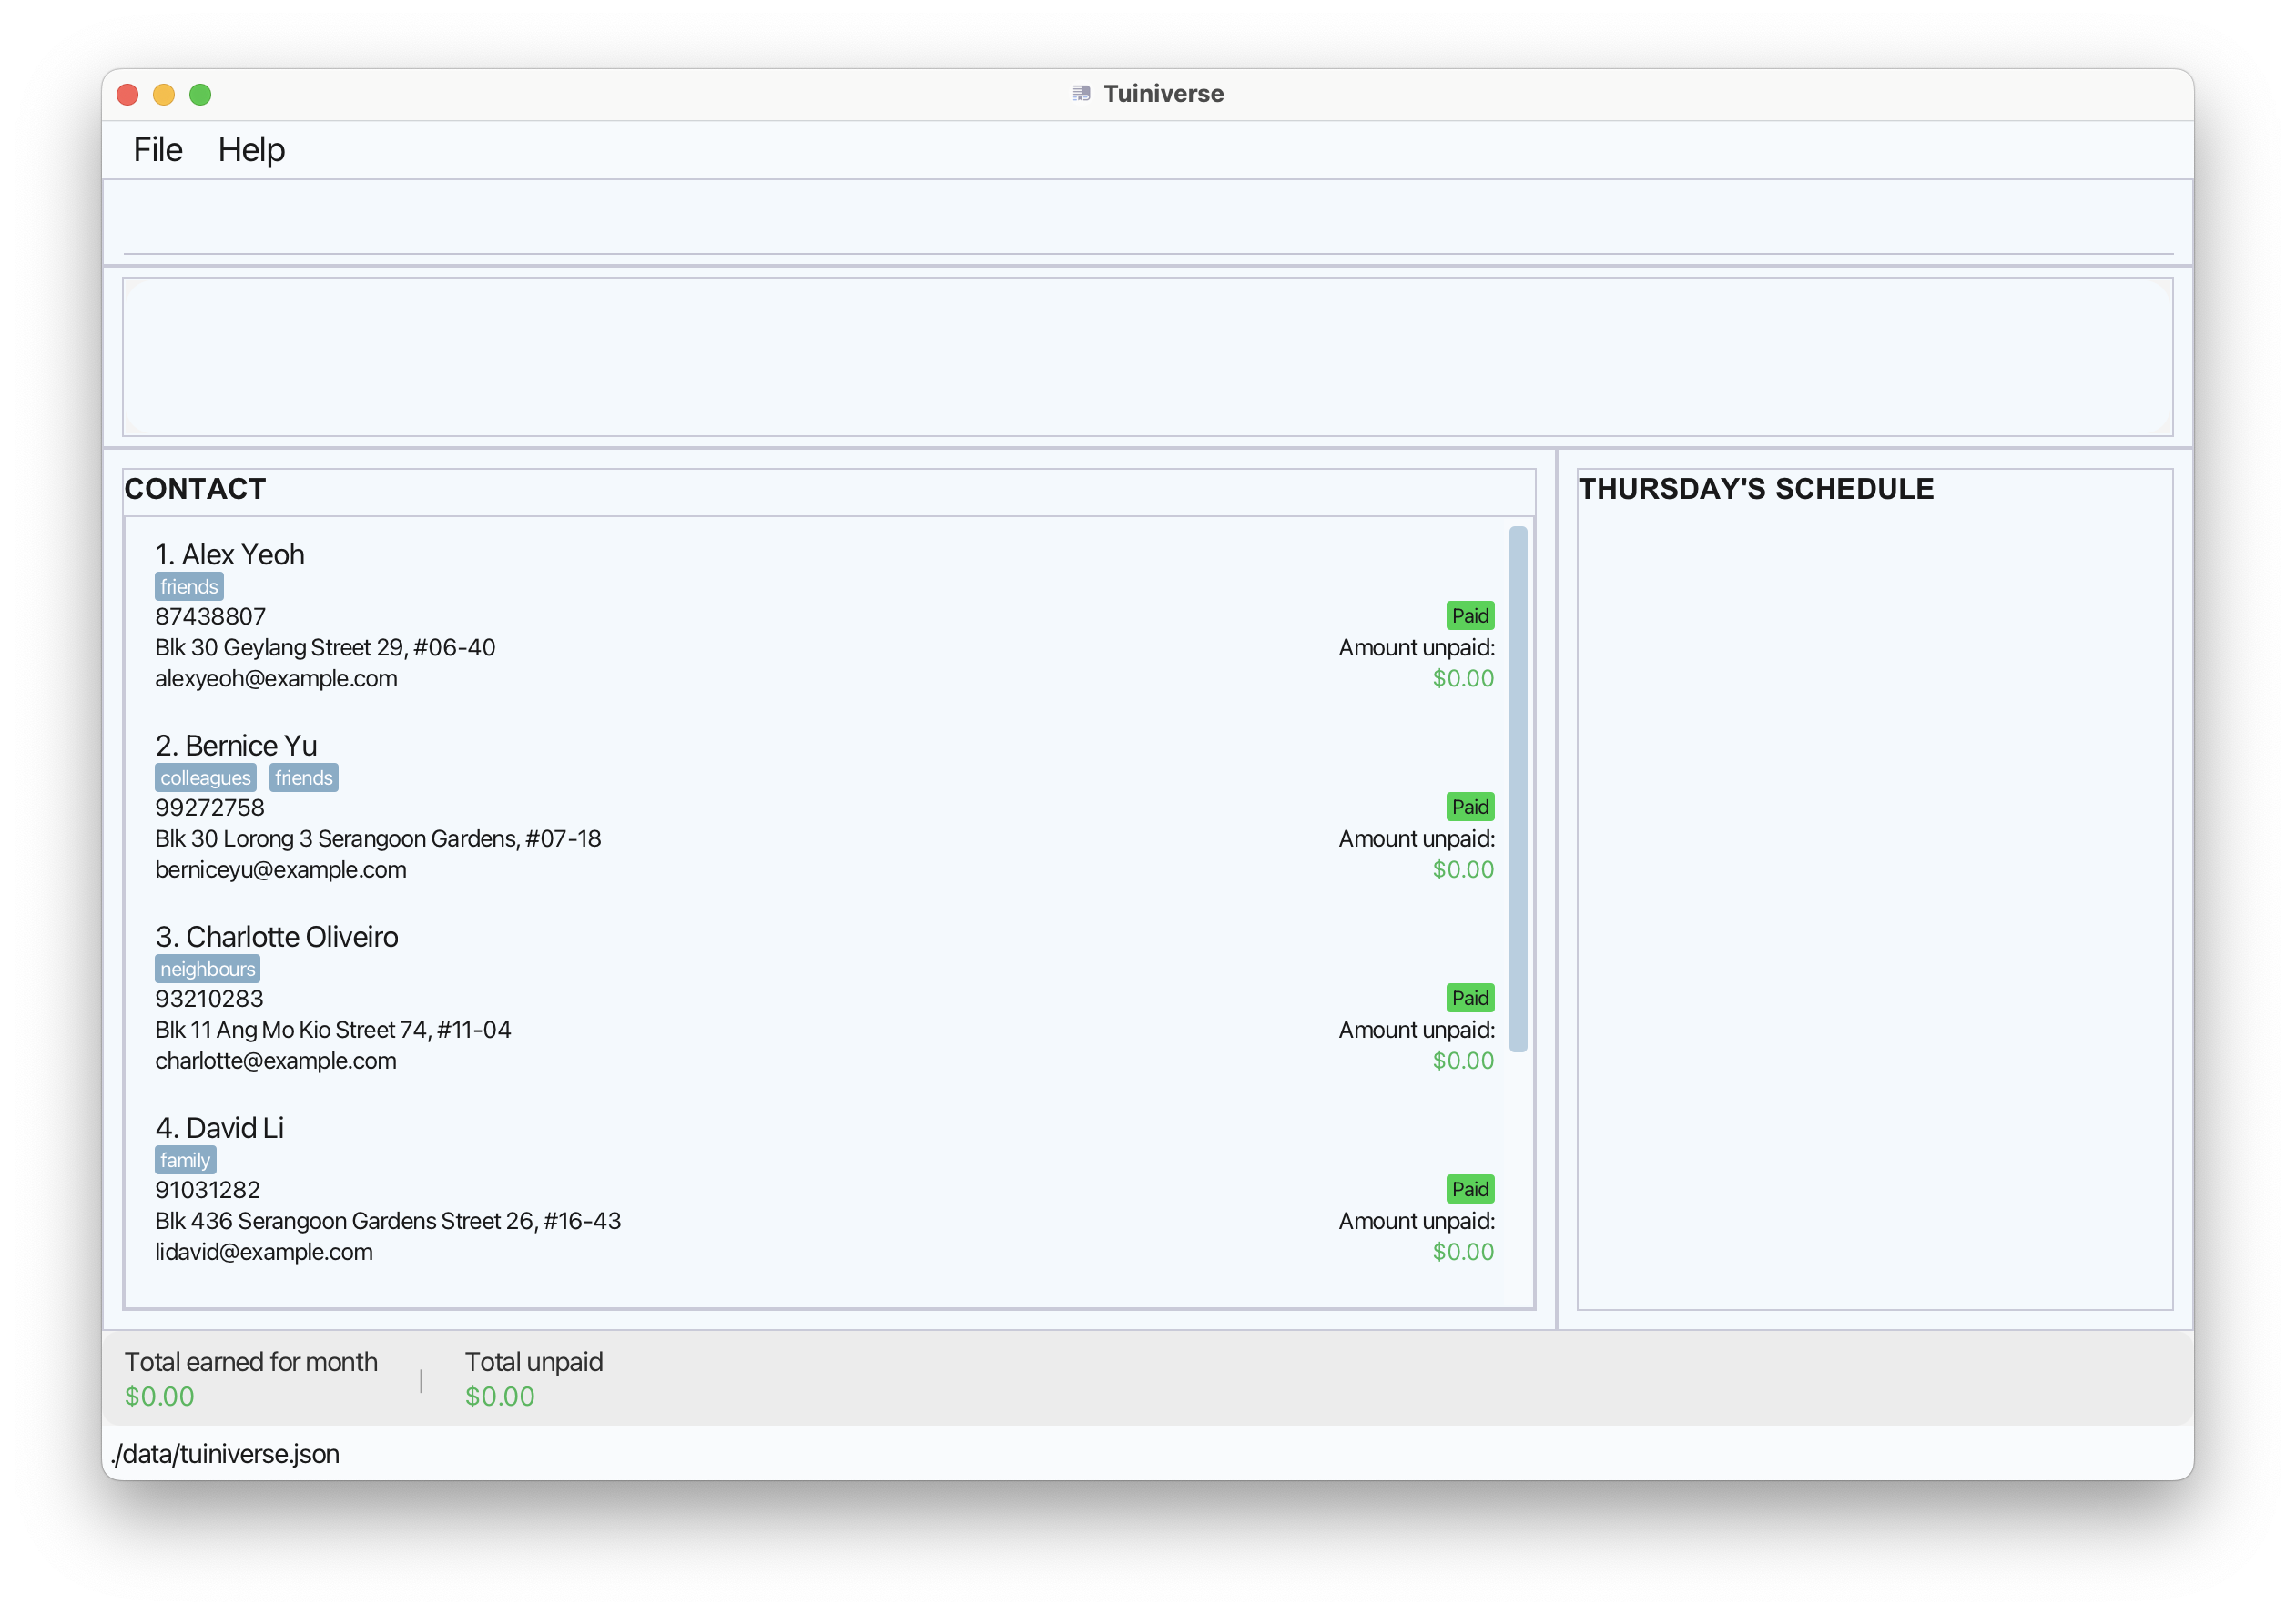 Tuiniverse
File Help
CONTACT
1. Alex Yeoh
friends
87438807
Paid
Blk 30 Geylang Street 29, #06-40
Amount unpaid:
alexyeoh@example.com
$0.00
2. Bernice Yu
colleagues friends
99272758
Paid
Blk 30 Lorong 3 Serangoon Gardens, #07-18
Amount unpaid:
berniceyu@example.com
$0.00
3. Charlotte Oliveiro
neighbours
93210283
Paid
Blk 11 Ang Mo Kio Street 74, #11-04
Amount unpaid:
charlotte@example.com
$0.00
4. David Li
family
91031282
Paid
Blk 436 Serangoon Gardens Street 26, #16-43
Amount unpaid:
lidavid@example.com
$0.00
THURSDAY'S SCHEDULE
Total earned for month
$0.00
|
Total unpaid
$0.00
./data/tuiniverse.json